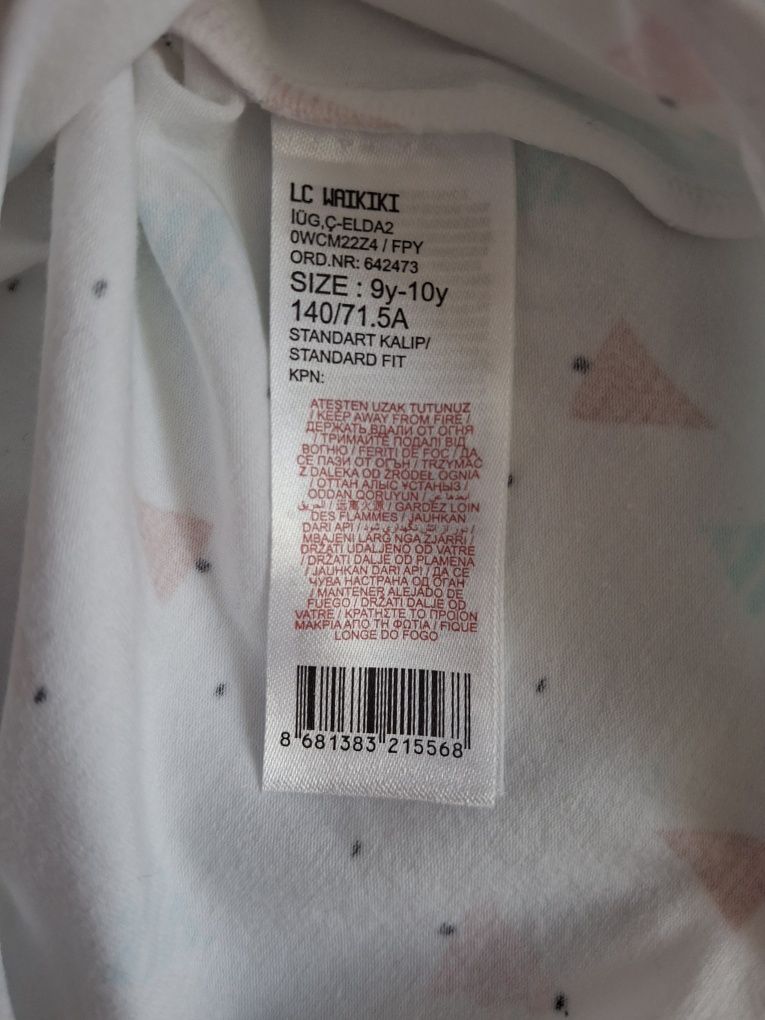 LC WAIKIKI
İÜG,Ç-ELDA2
0WCM22Z4 / FPY
ORD.NR: 642473
SIZE : 9y-10y
140/71.5A
STANDART KALIP/
STANDARD FIT
KPN:
ATEŞTEN UZAK TUTUNUZ
/ KEEP AWAY FROM FIRE /
ДЕРЖАТЬ ВДАЛИ ОТ ОГНЯ
/ ТРИМАЙТЕ ПОДАЛІ ВІД
ВОГНЮ / FERITI DE FOC / ДА
СЕ ПАЗИ ОТ ОГЪН / TRZYMAĆ
Z DALEKA OD ŹRÓDEŁ OGNIA
/ ОТТАН АЛЫС ҰСТАҢЫЗ /
ODDAN QORUYUN /
/ 远离火源 / GARDEZ LOIN
DES FLAMMES / JAUHKAN
DARI API /
MBAJENI LARG NGA ZJARRI /
DRŽATI UDALJENO OD VATRE
/ DRŽATI DALJE OD PLAMENA
/ JAUHKAN DARI API / ДА СЕ
ЧУВА НАСТРАНА ОД ОГАН
/ MANTENER ALEJADO DE
FUEGO / DRŽATI DALJE OD
VATRE / ΚΡΑΤΗΣΤΕ ΤΟ ΠΡΟΪΟΝ
ΜΑΚΡΙΑ ΑΠΟ ΤΗ ΦΩΤΙΑ / FIQUE
LONGE DO FOGO
8 681383 215568